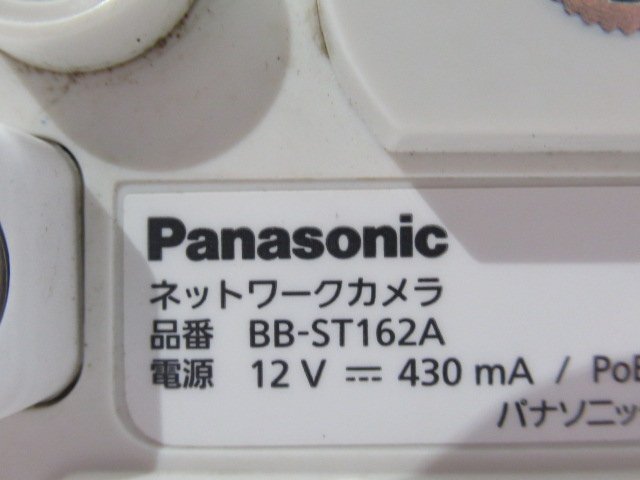 Panasonic
ネットワークカメラ
品番 BB-ST162A
電源 12 V ⎓ 430 mA / PoE
パナソニッ